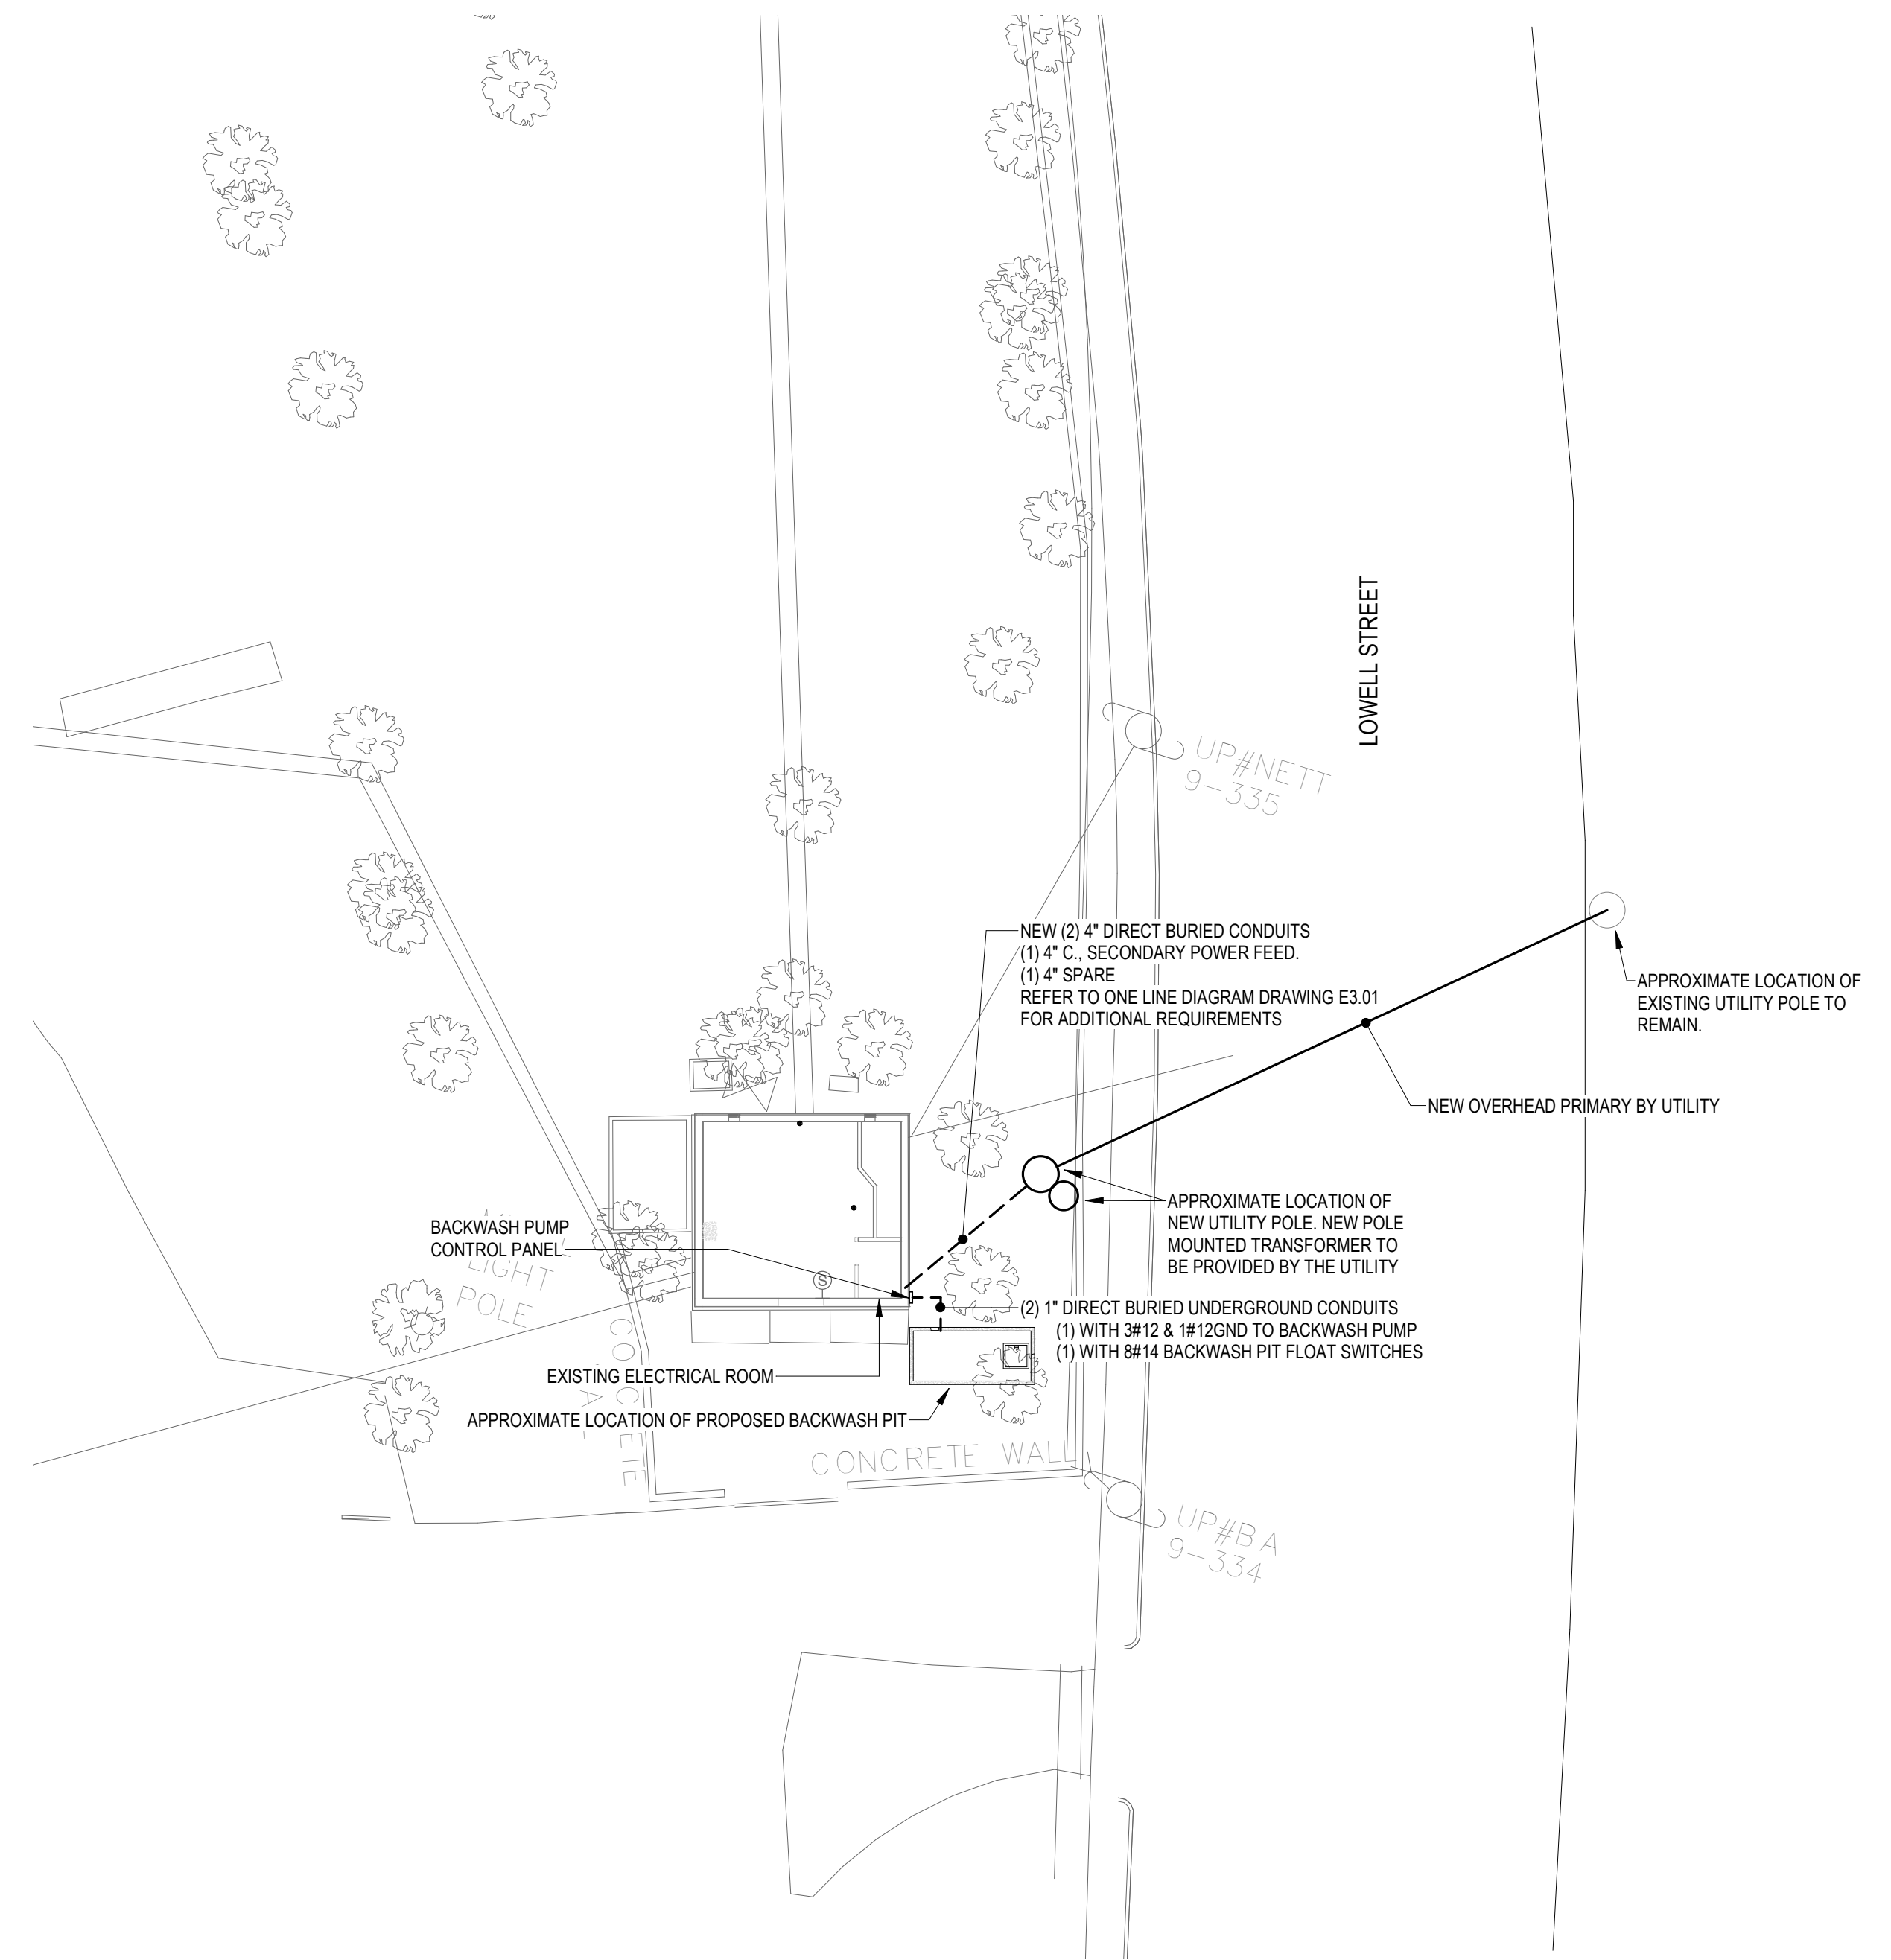 LOWELL STREET
UP#NETT
9-335
NEW (2) 4" DIRECT BURIED CONDUITS
(1) 4" C., SECONDARY POWER FEED.
(1) 4" SPARE
REFER TO ONE LINE DIAGRAM DRAWING E3.01
FOR ADDITIONAL REQUIREMENTS
APPROXIMATE LOCATION OF
EXISTING UTILITY POLE TO
REMAIN.
NEW OVERHEAD PRIMARY BY UTILITY
APPROXIMATE LOCATION OF
NEW UTILITY POLE. NEW POLE
MOUNTED TRANSFORMER TO
BE PROVIDED BY THE UTILITY
BACKWASH PUMP
CONTROL PANEL
LIGHT
POLE
S
(2) 1" DIRECT BURIED UNDERGROUND CONDUITS
(1) WITH 3#12 & 1#12GND TO BACKWASH PUMP
(1) WITH 8#14 BACKWASH PIT FLOAT SWITCHES
EXISTING ELECTRICAL ROOM
APPROXIMATE LOCATION OF PROPOSED BACKWASH PIT
CONCRETE WALL
UP#BA
9-334